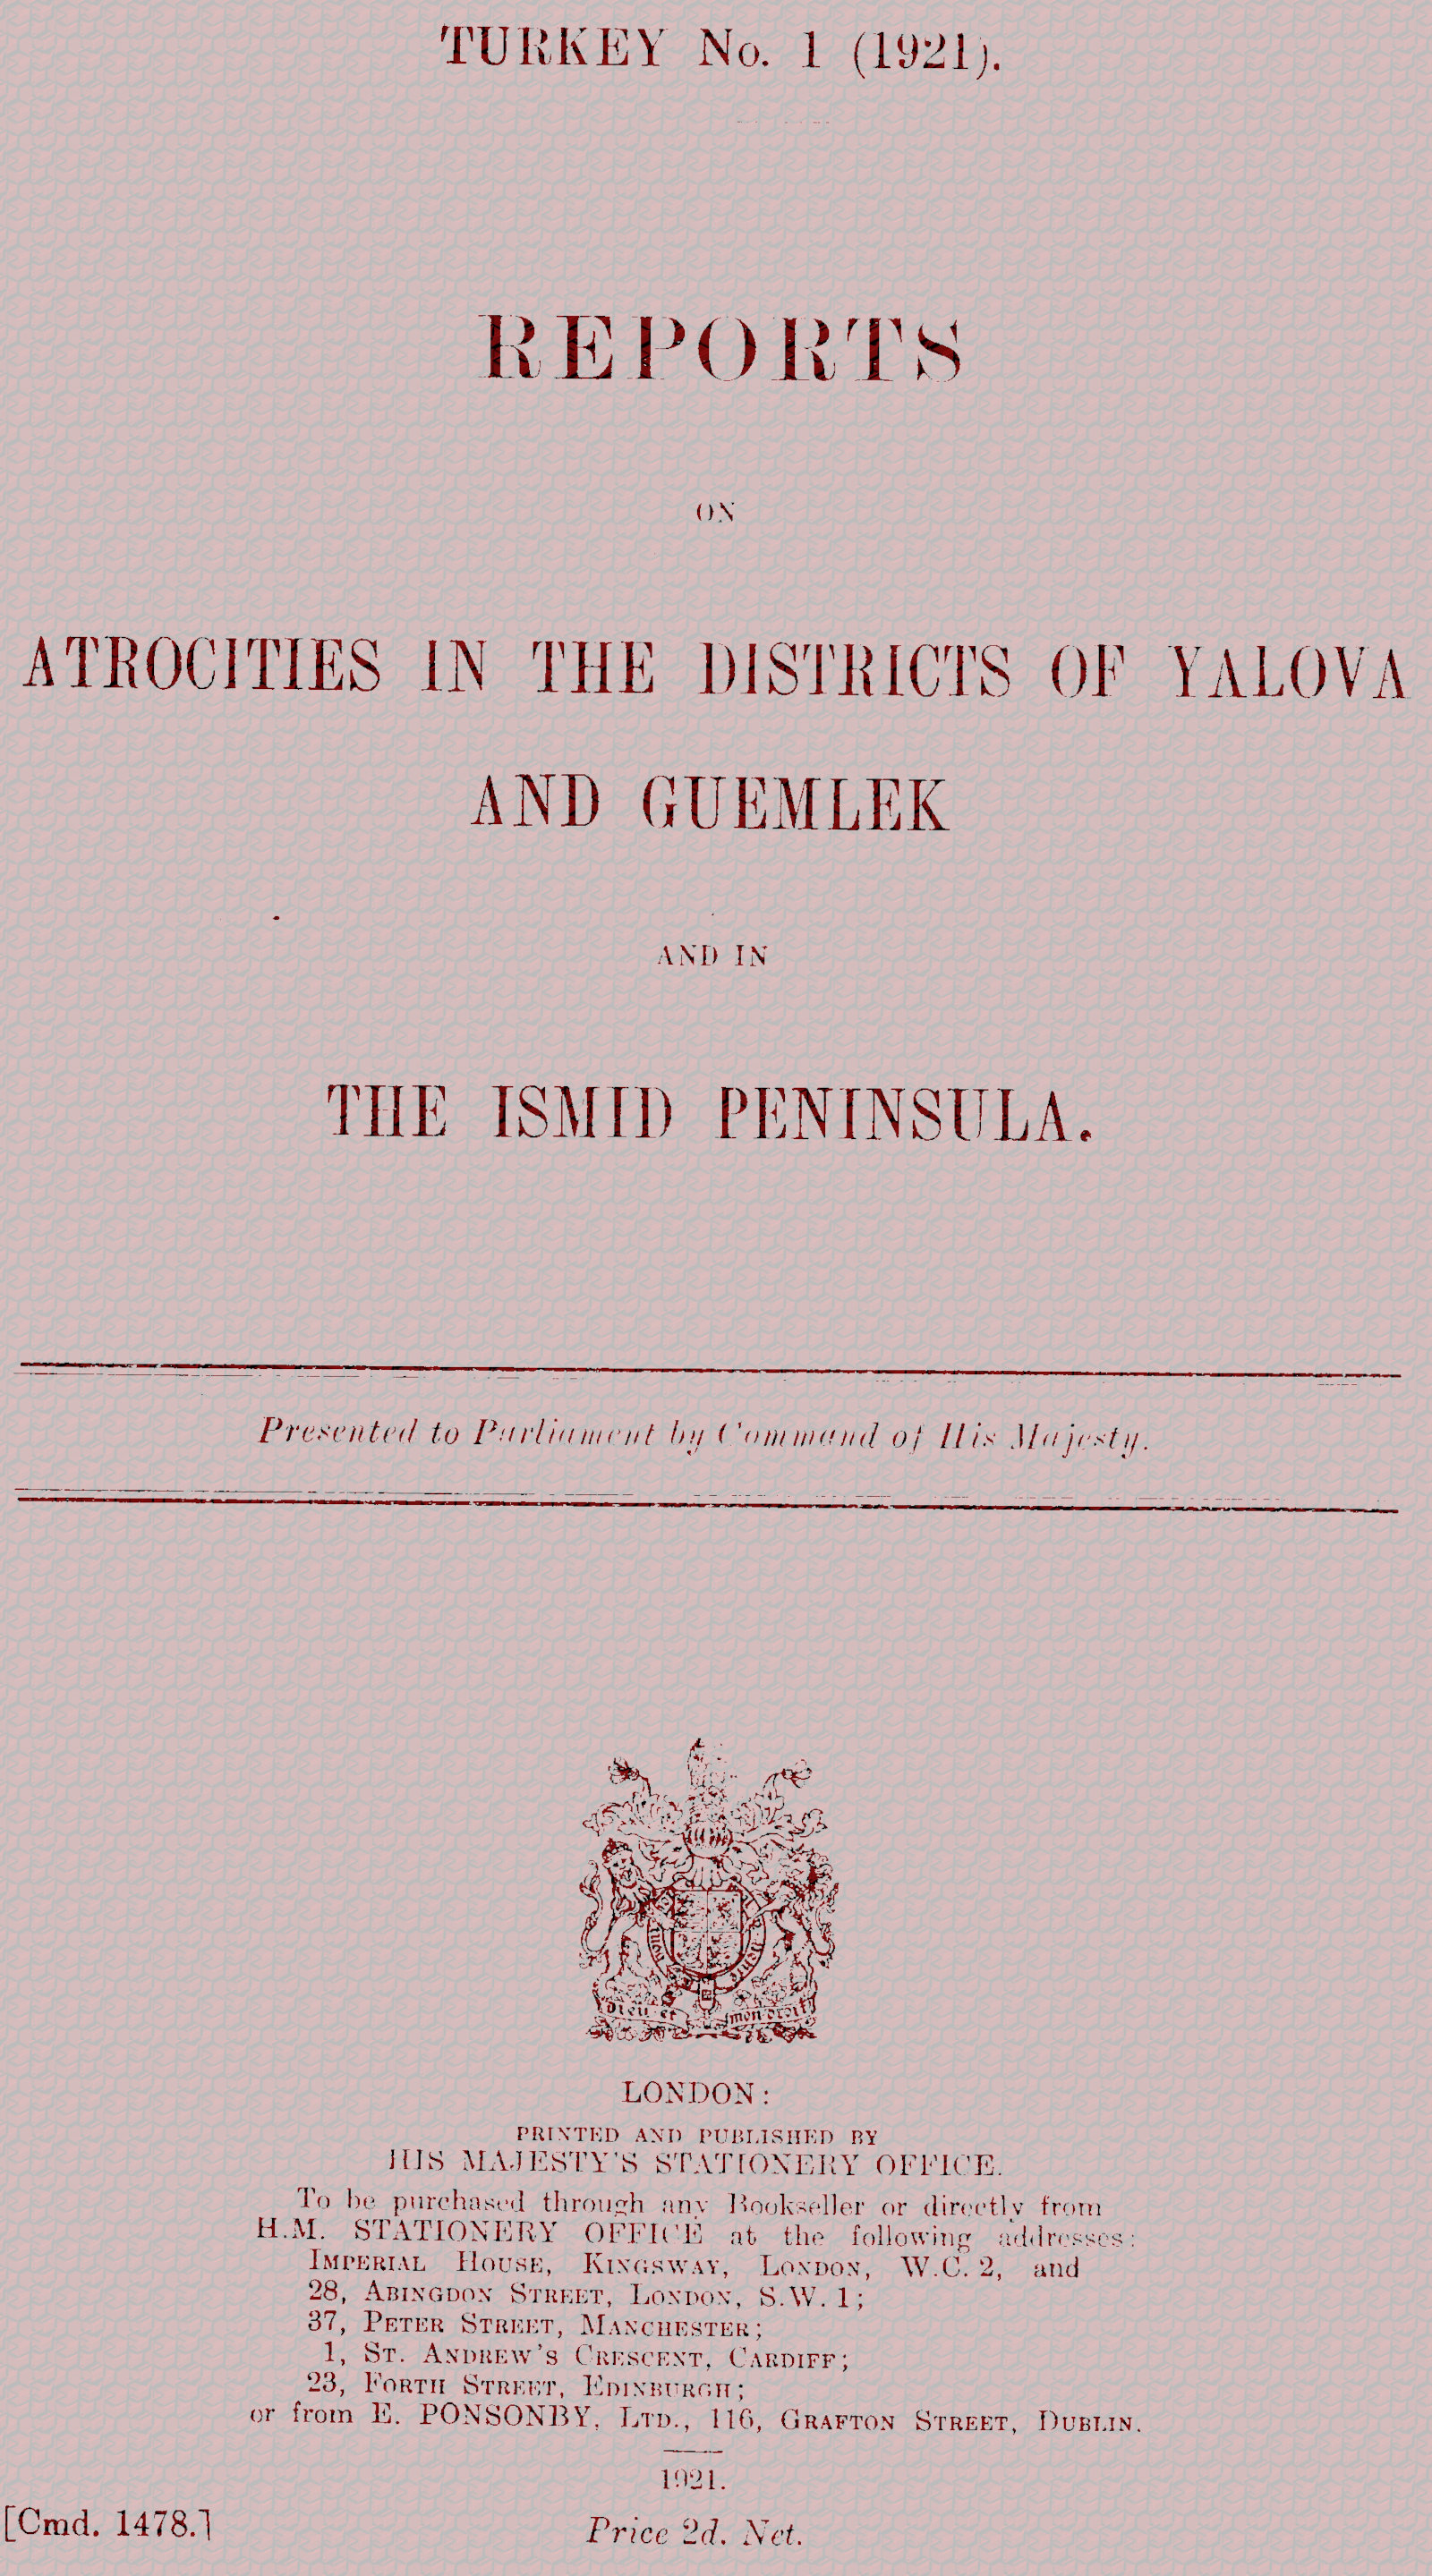 TURKEY No. 1 (1921).
REPORTS
ON
ATROCITIES IN THE DISTRICTS OF YALOVA
AND GUEMLEK
AND IN
THE ISMID PENINSULA.
Presented to Parliament by Command of His Majesty.
Dieu et mon droit
LONDON:
PRINTED AND PUBLISHED BY
HIS MAJESTY'S STATIONERY OFFICE.
To be purchased through any Bookseller or directly from
H.M. STATIONERY OFFICE at the following addresses:
IMPERIAL HOUSE, KINGSWAY, LONDON, W.C. 2, and
28, ABINGDON STREET, LONDON, S.W. 1;
37, PETER STREET, MANCHESTER;
1, ST. ANDREW'S CRESCENT, CARDIFF;
23, FORTH STREET, EDINBURGH;
or from E. PONSONBY, LTD., 116, GRAFTON STREET, DUBLIN.
1921.
[Cmd. 1478.]
Price 2d. Net.